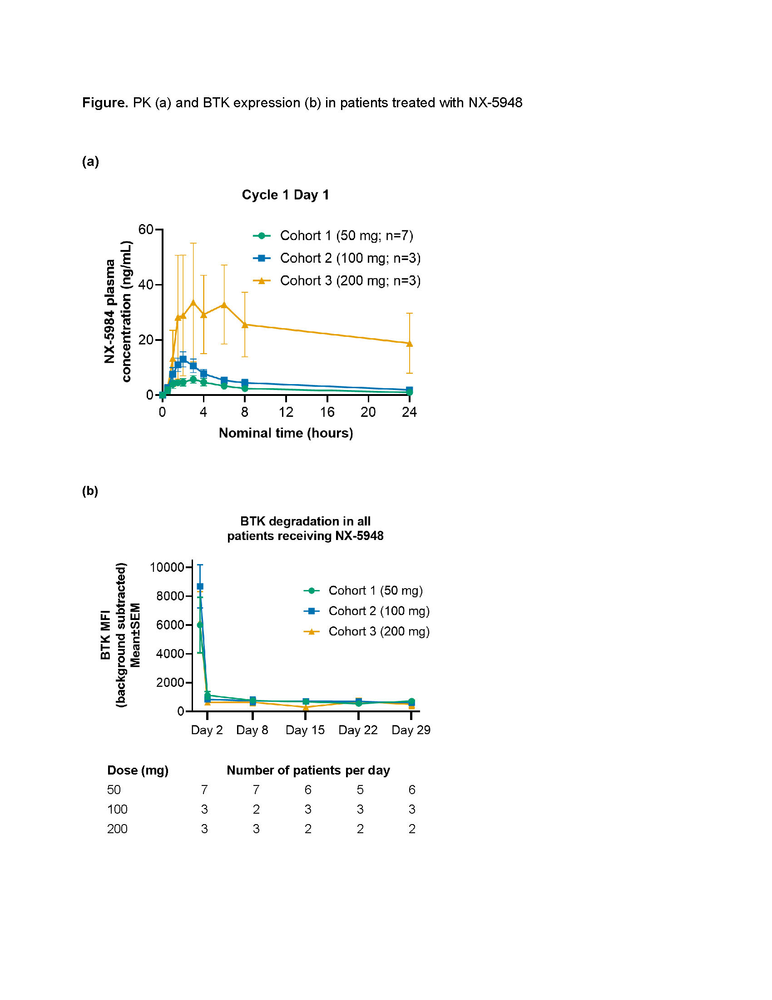 Figure. PK (a) and BTK expression (b) in patients treated with NX-5948
(a)
Cycle 1 Day 1
NX-5984 plasma
concentration (ng/mL)
60
40
20
0
Cohort 1 (50 mg; n=7)
Cohort 2 (100 mg; n=3)
Cohort 3 (200 mg; n=3)
0 4 8 12 16 20 24
Nominal time (hours)
(b)
BTK degradation in all
patients receiving NX-5948
BTK MFI
(background subtracted)
Mean±SEM
10000
8000
6000
4000
2000
0
Cohort 1 (50 mg)
Cohort 2 (100 mg)
Cohort 3 (200 mg)
Day 2 Day 8 Day 15 Day 22 Day 29
Dose (mg) Number of patients per day
50 7 7 6 5 6
100 3 2 3 3 3
200 3 3 2 2 2